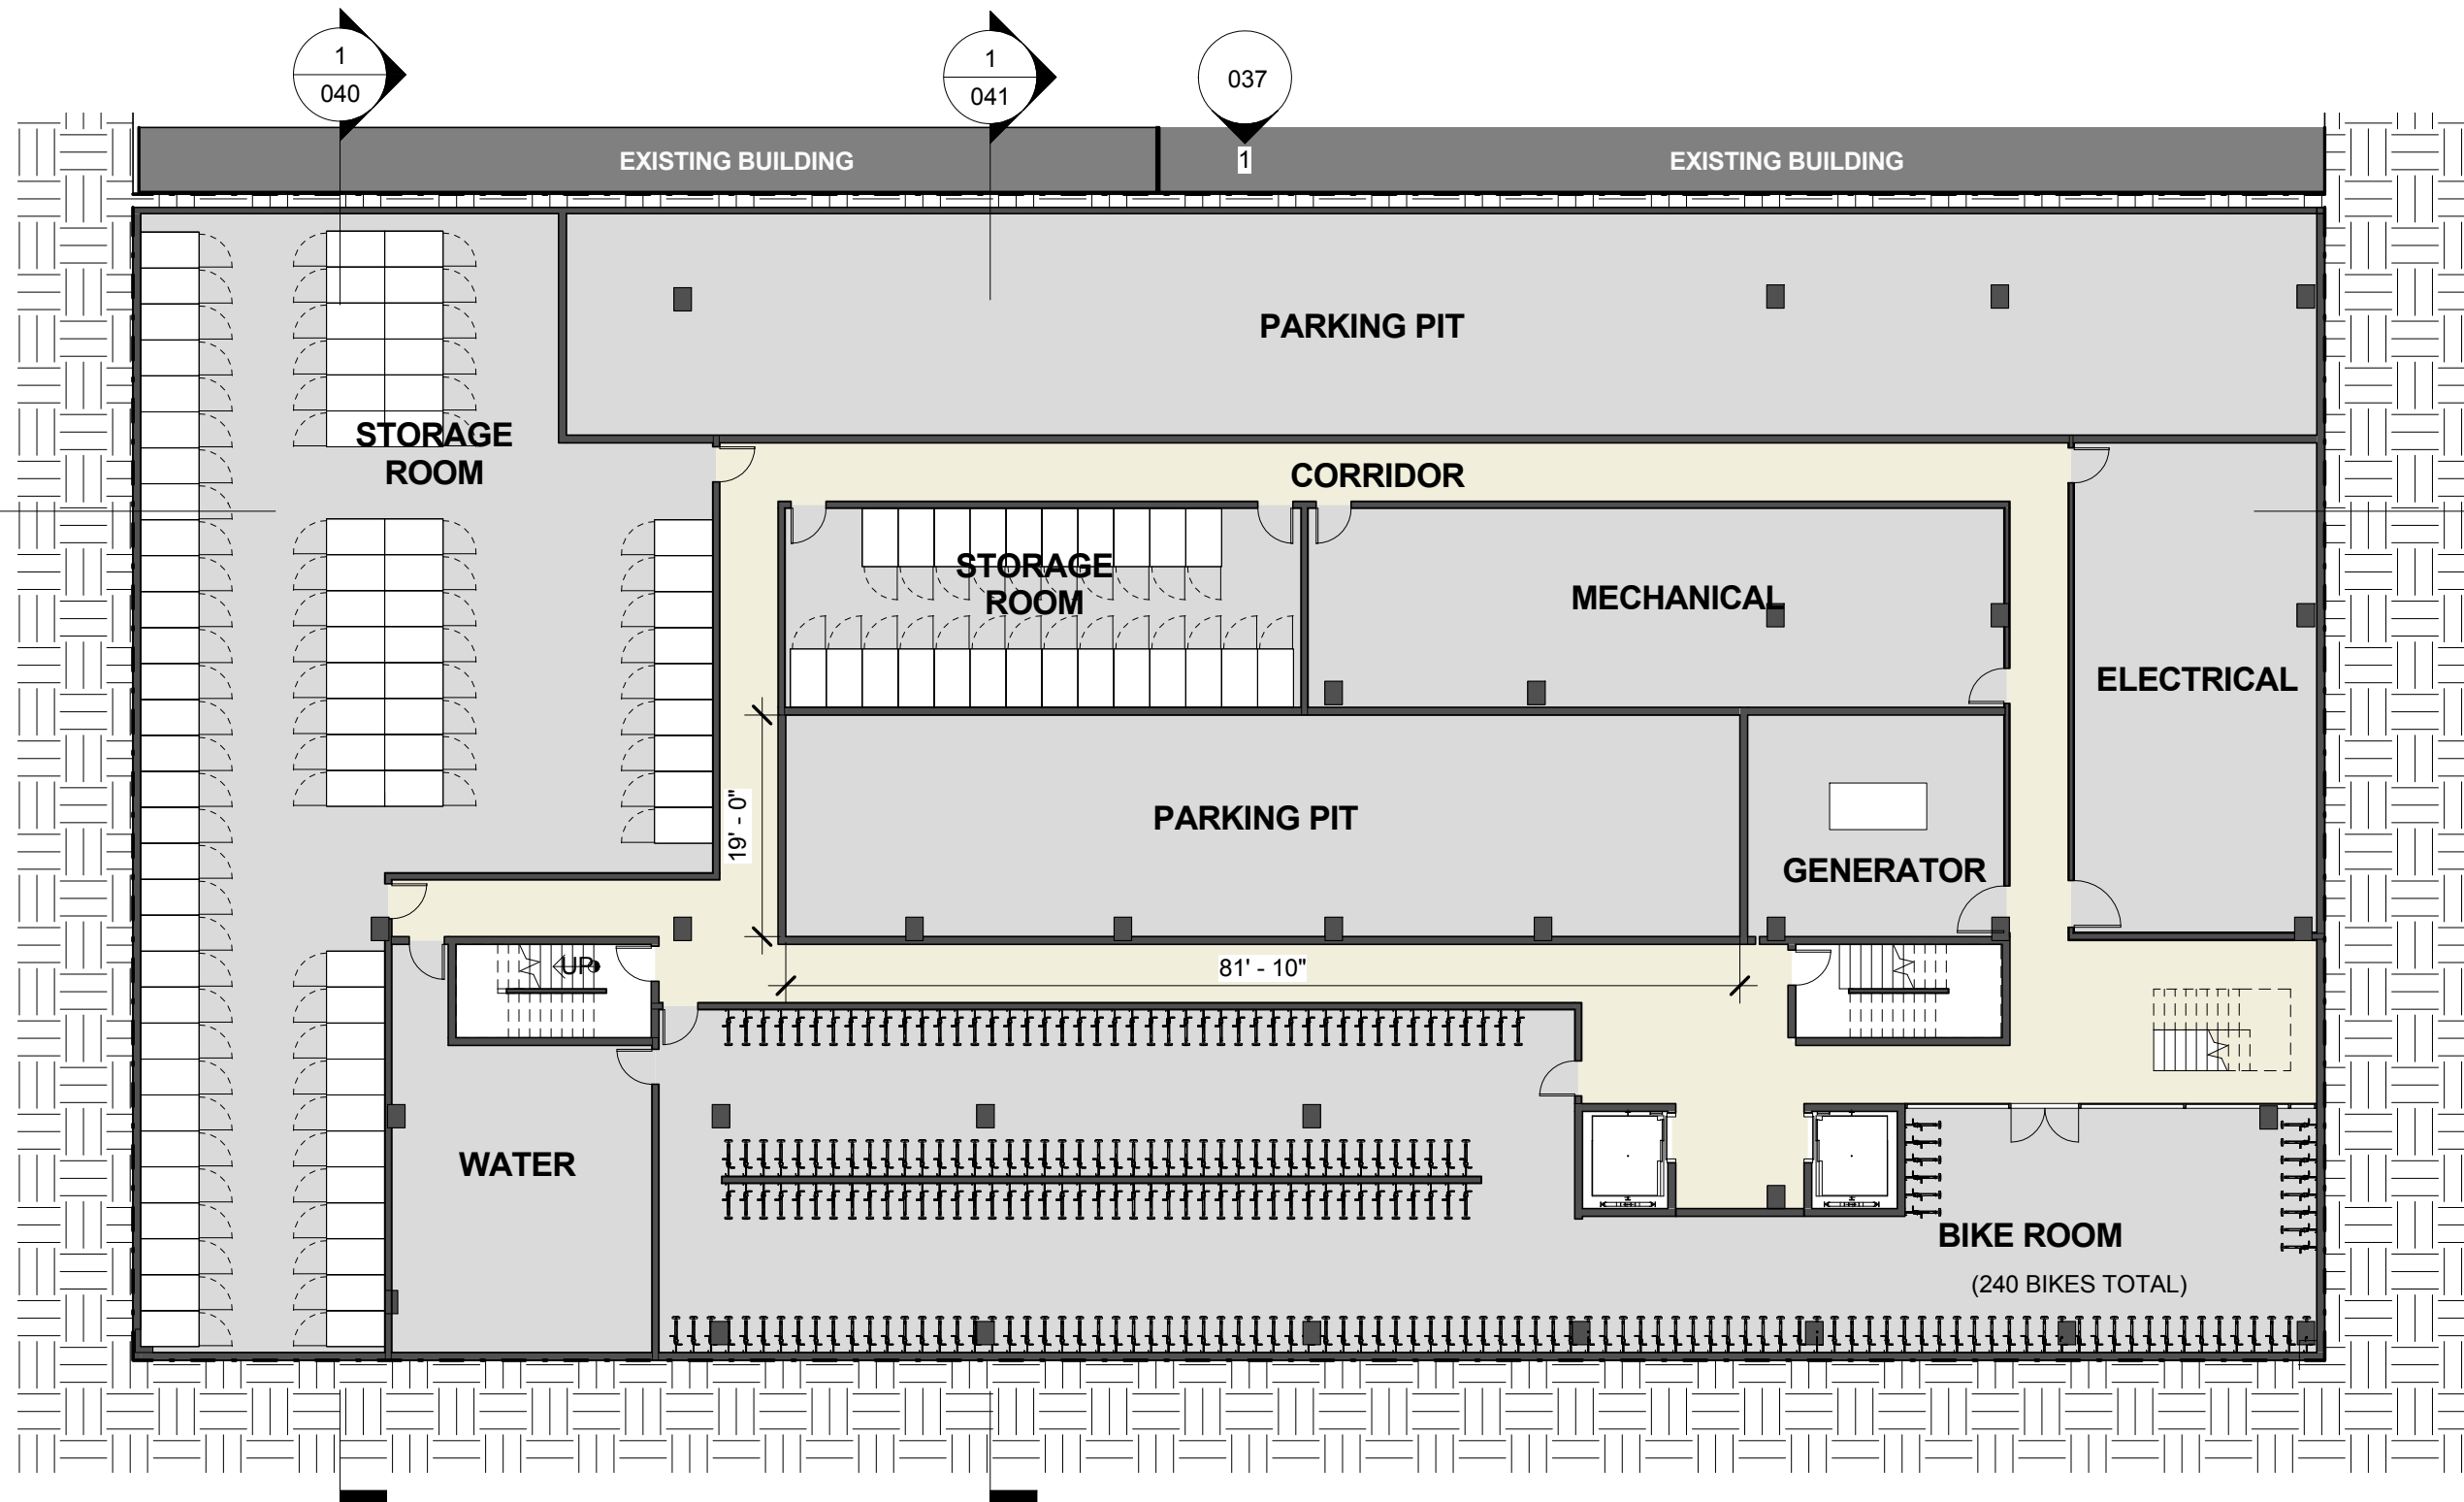 1
040
1
041
037
1
EXISTING BUILDING
EXISTING BUILDING
PARKING PIT
STORAGE
ROOM
CORRIDOR
STORAGE
ROOM
MECHANICAL
ELECTRICAL
19' - 0"
PARKING PIT
GENERATOR
UP
81' - 10"
WATER
BIKE ROOM
(240 BIKES TOTAL)